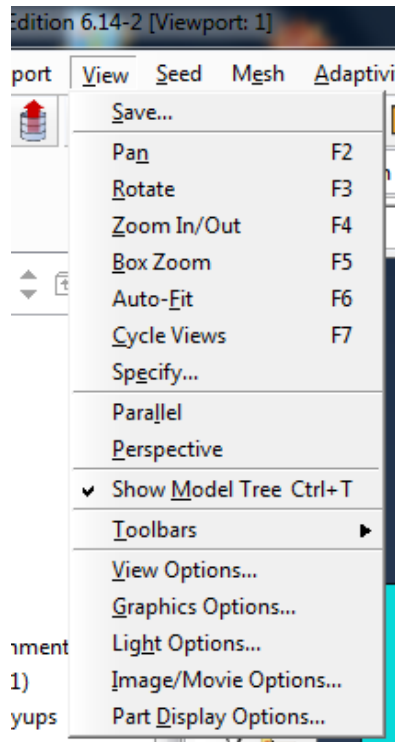 Edition 6.14-2 [Viewport: 1]
port View Seed Mesh Adaptivi
Save...
Pan F2
Rotate F3
Zoom In/Out F4
Box Zoom F5
Auto-Fit F6
Cycle Views F7
Specify...
Parallel
Perspective
Show Model Tree Ctrl+T
Toolbars
View Options...
Graphics Options...
Light Options...
Image/Movie Options...
Part Display Options...
nment
1)
yups